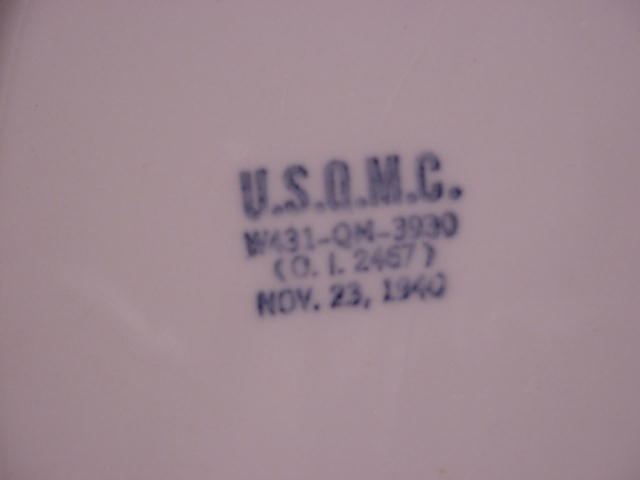 U.S.Q.M.C.
W431-QM-3930
(O.I. 2467)
NOV. 23, 1940